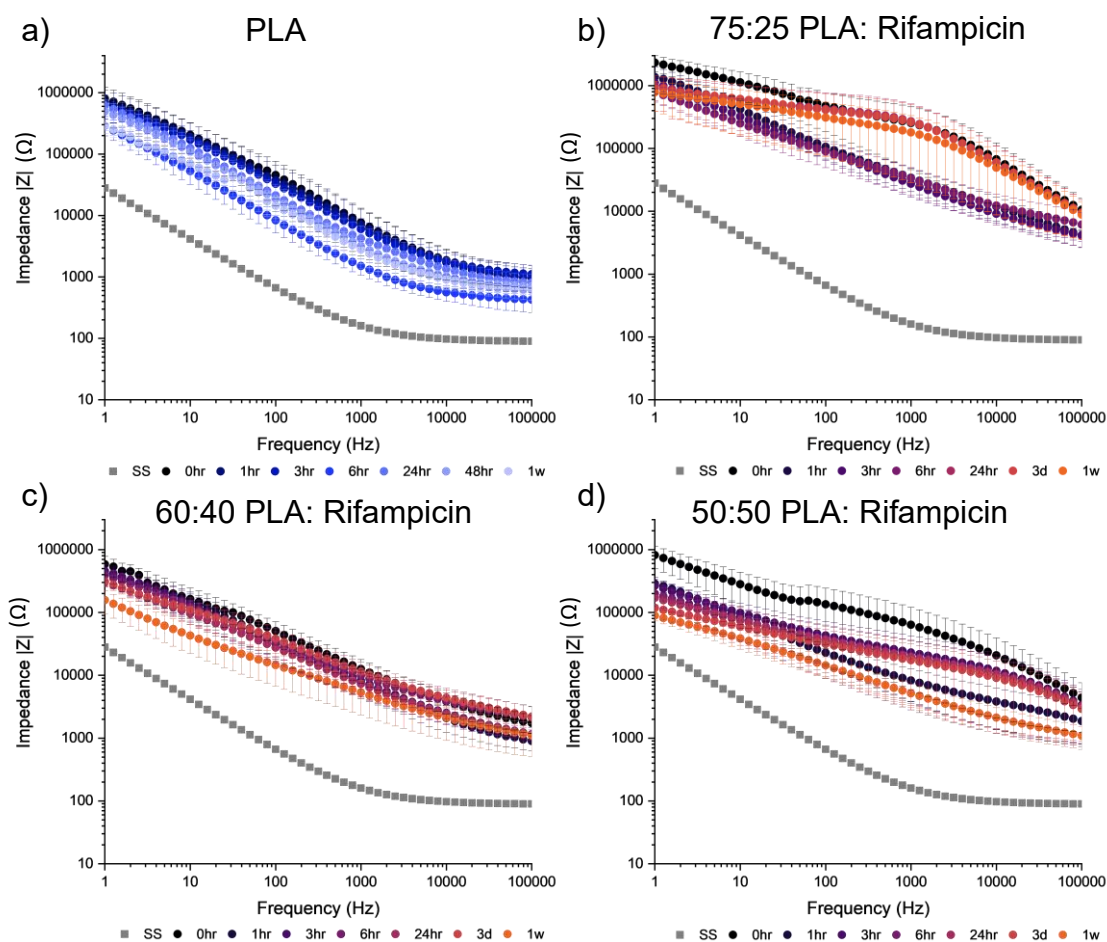 a) PLA
b) 75:25 PLA: Rifampicin
Impedance |Z| (Ω)
1000000
100000
10000
1000
100
10
1 10 100 1000 10000 100000
Frequency (Hz)
SS 0hr 1hr 3hr 6hr 24hr 48hr 1w
Impedance |Z| (Ω)
1000000
100000
10000
1000
100
10
1 10 100 1000 10000 100000
Frequency (Hz)
SS 0hr 1hr 3hr 6hr 24hr 3d 1w
c) 60:40 PLA: Rifampicin
d) 50:50 PLA: Rifampicin
Impedance |Z| (Ω)
1000000
100000
10000
1000
100
10
1 10 100 1000 10000 100000
Frequency (Hz)
SS 0hr 1hr 3hr 6hr 24hr 3d 1w
Impedance |Z| (Ω)
1000000
100000
10000
1000
100
10
1 10 100 1000 10000 100000
Frequency (Hz)
SS 0hr 1hr 3hr 6hr 24hr 3d 1w